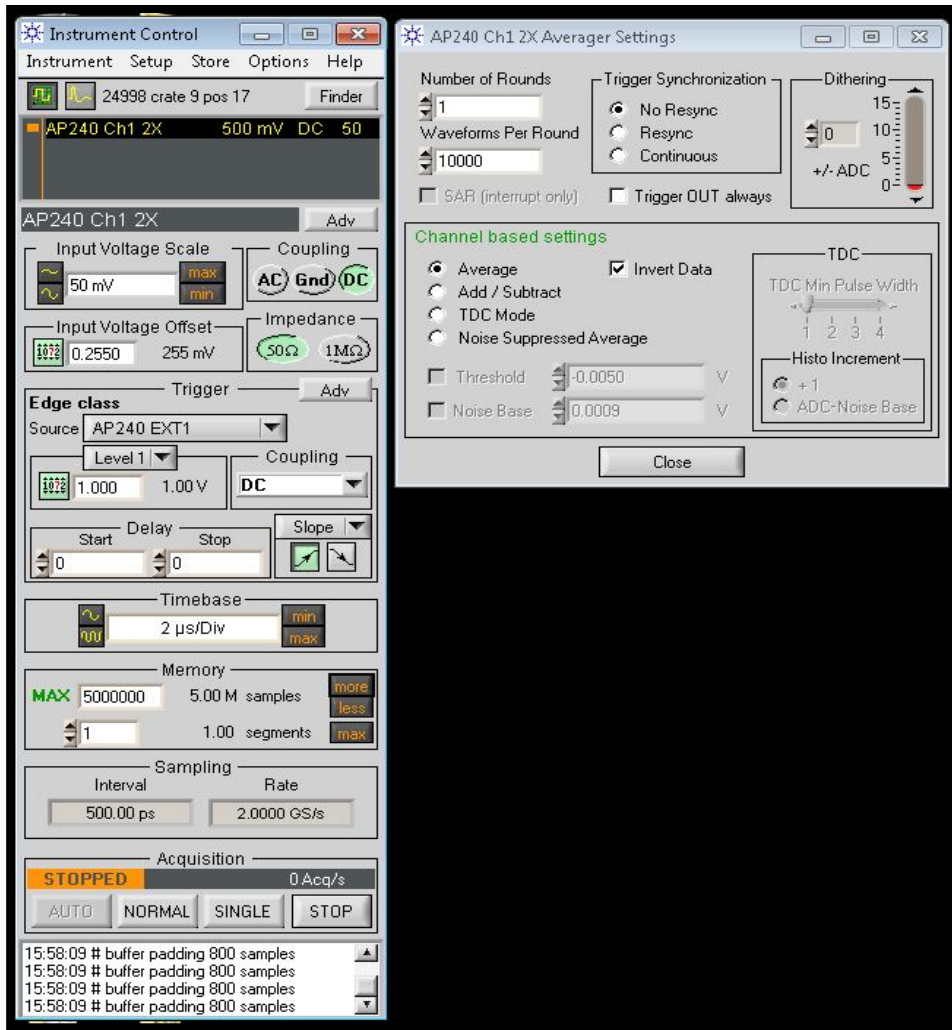 Instrument Control
Instrument Setup Store Options Help
24998 crate 9 pos 17 Finder
AP240 Ch1 2X 500 mV DC 50
AP240 Ch1 2X Adv
Input Voltage Scale
50 mV max
min
Coupling
AC Gnd DC
Input Voltage Offset
0.2550 255 mV
Impedance
50Ω 1MΩ
Trigger Adv
Edge class
Source AP240 EXT1
Level 1
1.000 1.00 V
Coupling
DC
Delay
Start Stop
0 0
Slope
Timebase
2 µs/Div min
max
Memory
MAX 5000000 5.00 M samples more
less
1 1.00 segments max
Sampling
Interval Rate
500.00 ps 2.0000 GS/s
Acquisition
STOPPED 0 Acq/s
AUTO NORMAL SINGLE STOP
15:58:09 # buffer padding 800 samples
15:58:09 # buffer padding 800 samples
15:58:09 # buffer padding 800 samples
15:58:09 # buffer padding 800 samples
AP240 Ch1 2X Averager Settings
Number of Rounds
1
Waveforms Per Round
10000
SAR (interrupt only)
Trigger Synchronization
No Resync
Resync
Continuous
Trigger OUT always
Dithering
0
+/- ADC
15
10
5
0
Channel based settings
Average
Add / Subtract
TDC Mode
Noise Suppressed Average
Invert Data
Threshold -0.0050 V
Noise Base 0.0009 V
TDC
TDC Min Pulse Width
1 2 3 4
Histo Increment
+ 1
ADC-Noise Base
Close